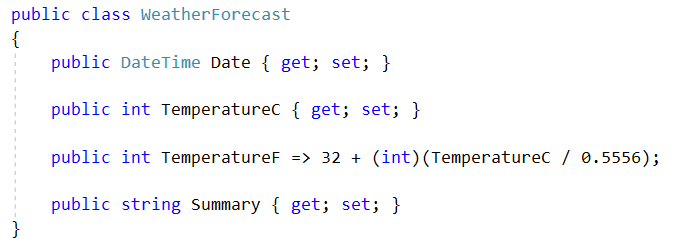 public class WeatherForecast
{
public DateTime Date { get; set; }
public int TemperatureC { get; set; }
public int TemperatureF => 32 + (int)(TemperatureC / 0.5556);
public string Summary { get; set; }
}